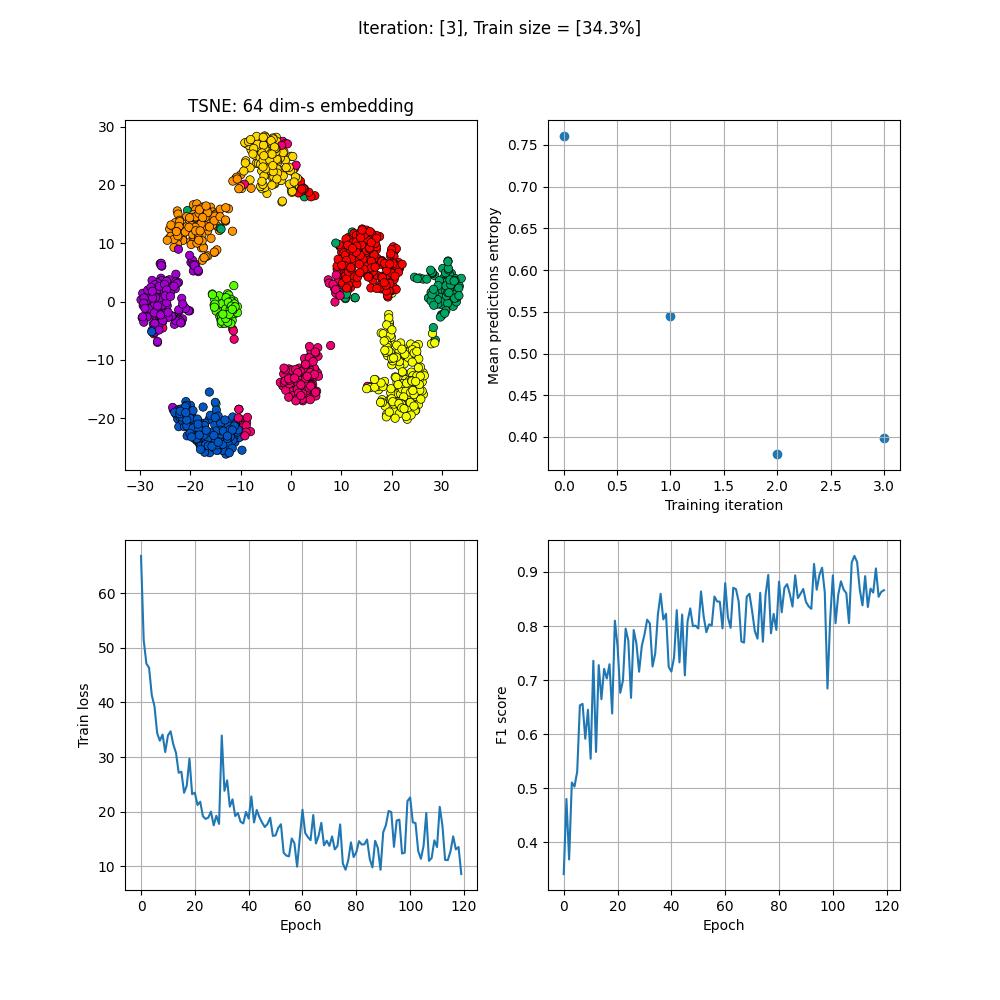 Iteration: [3], Train size = [34.3%]
TSNE: 64 dim-s embedding
30
20
10
0
−10
−20
−30 −20 −10 0 10 20 30
Mean predictions entropy
0.75
0.70
0.65
0.60
0.55
0.50
0.45
0.40
0.0 0.5 1.0 1.5 2.0 2.5 3.0
Training iteration
Train loss
60
50
40
30
20
10
0 20 40 60 80 100 120
Epoch
F1 score
0.9
0.8
0.7
0.6
0.5
0.4
0 20 40 60 80 100 120
Epoch